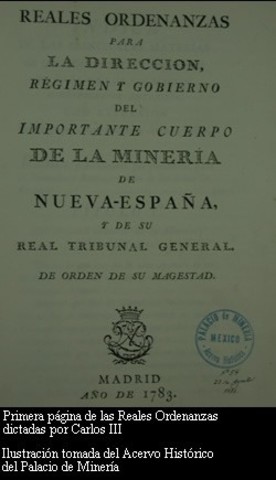 REALES ORDENANZAS
PARA
LA DIRECCION,
RÉGIMEN Y GOBIERNO
DEL
IMPORTANTE CUERPO
DE LA MINERÍA
DE
NUEVA-ESPAÑA,
Y DE SU
REAL TRIBUNAL GENERAL.
DE ORDEN DE SU MAGESTAD.
PALACIO de MINERIA
MEXICO
MADRID
AÑO DE 1783.
Primera página de las Reales Ordenanzas
dictadas por Carlos III
Ilustración tomada del Acervo Histórico
del Palacio de Minería